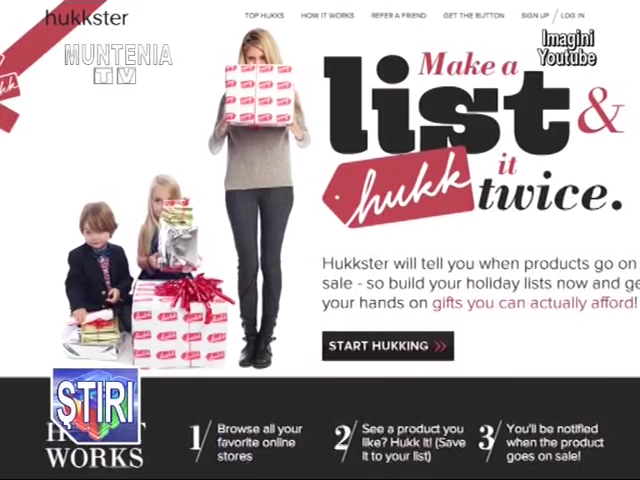 hukkster
TOP HUKKS HOW IT WORKS REFER A FRIEND GET THE BUTTON SIGN UP / LOG IN
MUNTENIA
TV
Imagini
Youtube
Make a
list &
hukk it
twice.
Hukkster will tell you when products go on
sale - so build your holiday lists now and ge
your hands on gifts you can actually afford!
START HUKKING >>
ŞTIRI
WORKS
1/ Browse all your
favorite online
stores
2/ See a product you
like? Hukk It! (Save
it to your list)
3/ You'll be notified
when the product
goes on sale!